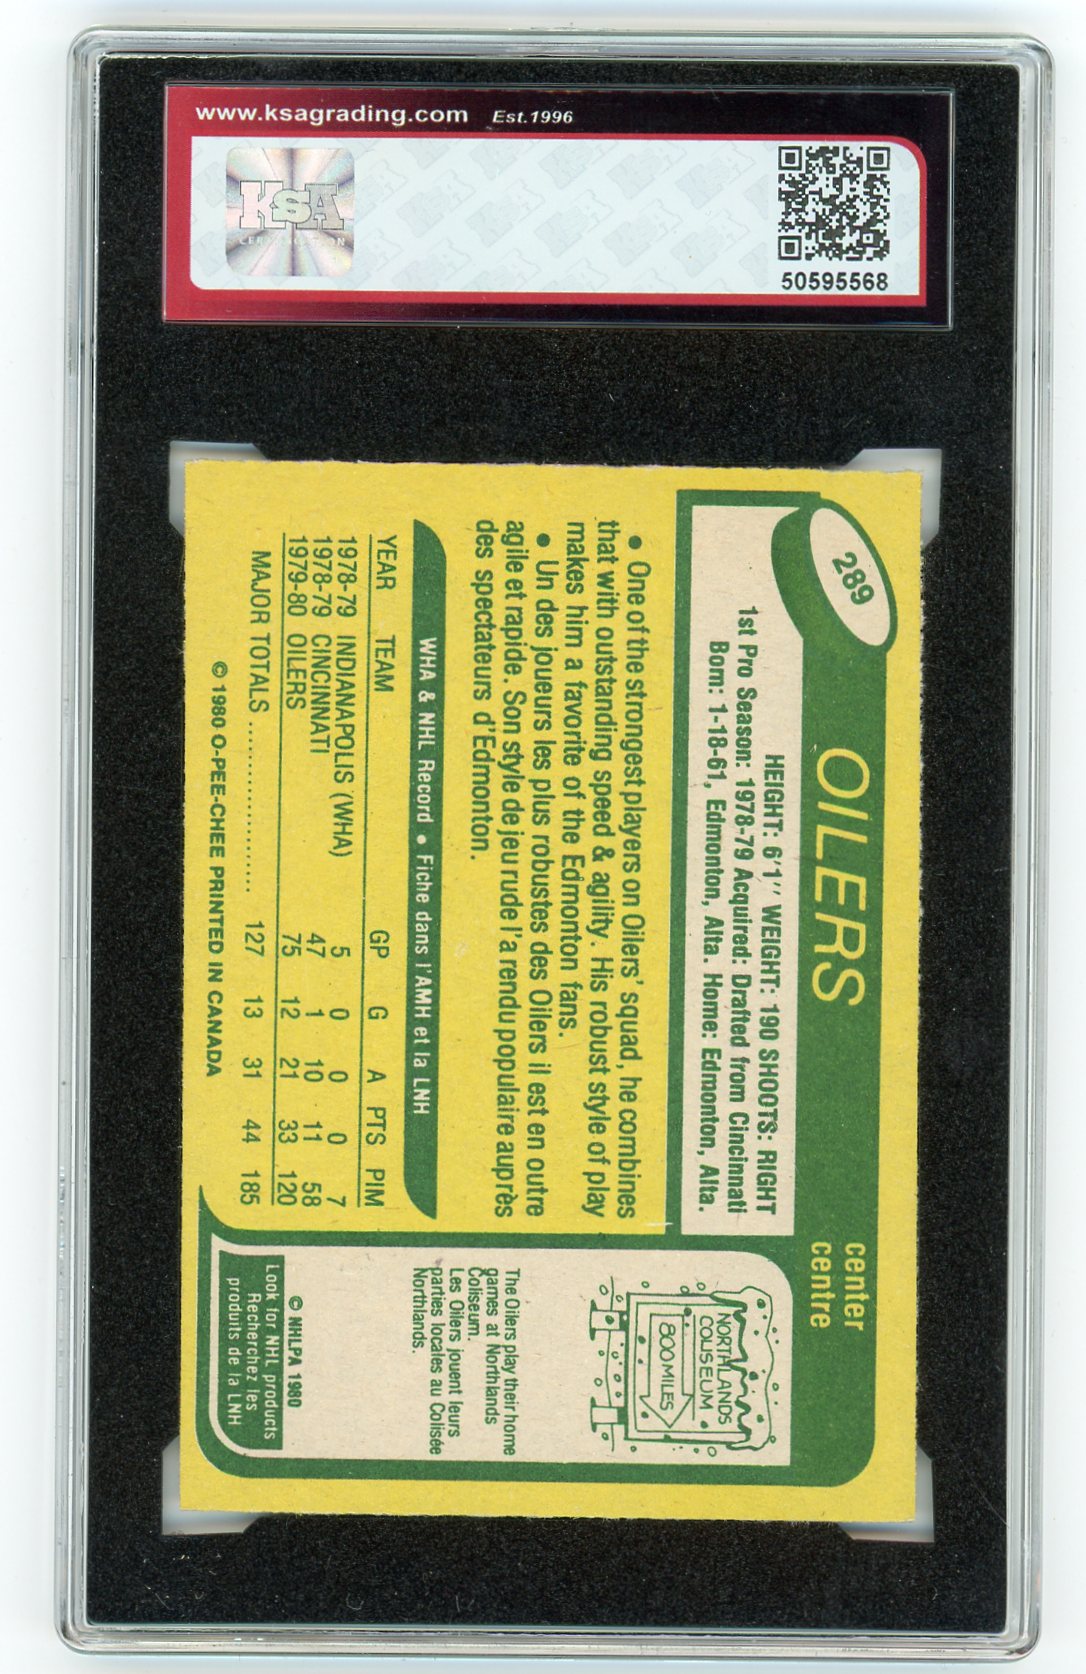 www.ksagrading.com Est.1996
KSA
CERTIFICATION
50595568
289
OILERS
center
centre
HEIGHT: 6'1'' WEIGHT: 190 SHOOTS: RIGHT
1st Pro Season: 1978-79 Acquired: Drafted from Cincinnati
Born: 1-18-61, Edmonton, Alta. Home: Edmonton, Alta.
• One of the strongest players on Oilers' squad, he combines
that with outstanding speed & agility. His robust style of play
makes him a favorite of the Edmonton fans.
• Un des joueurs les plus robustes des Oilers il est en outre
agile et rapide. Son style de jeu rude l'a rendu populaire auprès
des spectateurs d'Edmonton.
WHA & NHL Record • Fiche dans l'AMH et la LNH
YEAR TEAM GP G A PTS PIM
1978-79 INDIANAPOLIS (WHA) 5 0 0 0 7
1978-79 CINCINNATI 47 1 10 11 58
1979-80 OILERS 75 12 21 33 120
MAJOR TOTALS ................ 127 13 31 44 185
© 1980 O-PEE-CHEE PRINTED IN CANADA
NORTHLANDS
COLISEUM
800 MILES
The Oilers play their home
games at Northlands
Coliseum.
Les Oilers jouent leurs
parties locales au Colisée
Northlands.
© NHLPA 1980
Look for NHL products
Recherchez les
produits de la LNH